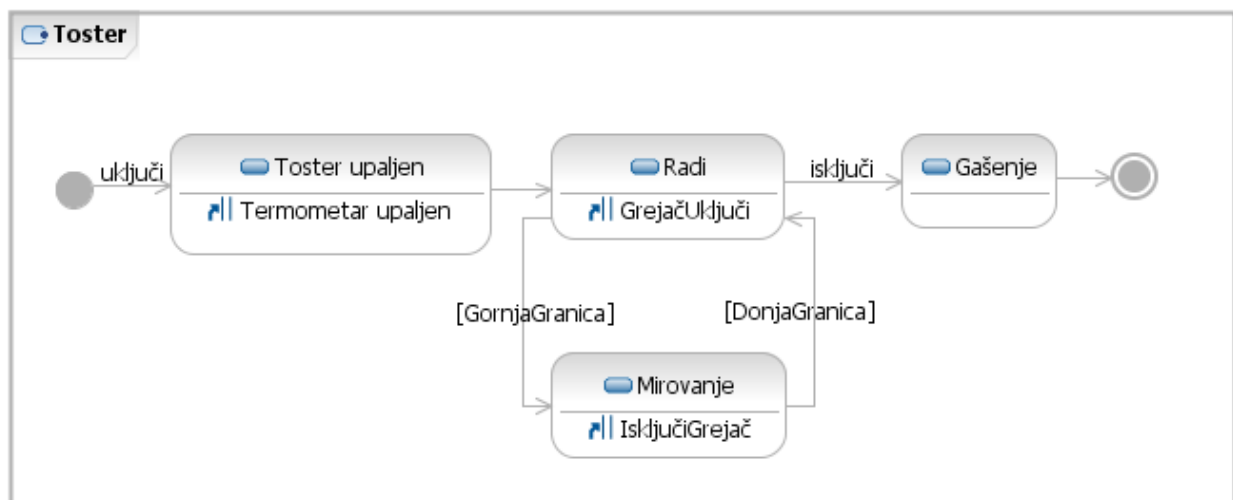 Toster
uključi
Toster upaljen
Termometar upaljen
Radi
GrejačUključi
isključi
Gašenje
[GornjaGranica]
[DonjaGranica]
Mirovanje
IsključiGrejač